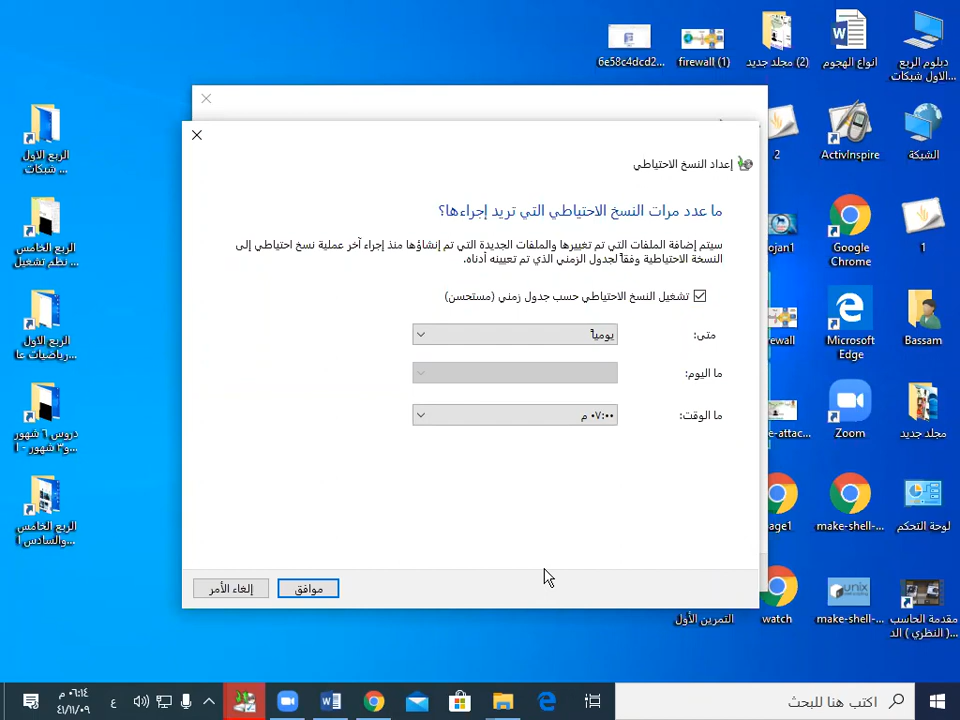 إعداد النسخ الاحتياطي
ما عدد مرات النسخ الاحتياطي التي تريد إجراءها؟
سيتم إضافة الملفات التي تم تغييرها والملفات الجديدة التي تم إنشاؤها منذ إجراء آخر عملية نسخ احتياطي إلى
النسخة الاحتياطية وفقاً لجدول الزمني الذي تم تعيينه أدناه.
تشغيل النسخ الاحتياطي حسب جدول زمني (مستحسن)
متى:
يومياً
ما اليوم:
ما الوقت:
٠٧:٠٠ م
موافق
إلغاء الأمر
دبلوم الربع
الاول شبكات...
انواع الهجوم
مجلد جديد (2)
firewall (1)
6e58c4dcd2...
الشبكة
ActivInspire
2
1
Google
Chrome
rojan1
Bassam
Microsoft
Edge
ewall
مجلد جديد
Zoom
e-attac...
لوحة التحكم
make-shell-...
age1
مقدمة الحاسب
( النظري ) الد...
unix
make-shell-...
watch
التمرين الأول
الربع الاول
شبكات ...
الربع الخامس
نظم تشغيل...
الربع الاول
رياضيات عا...
دروس ٦ شهور
و٣ شهور - ا...
الربع الخامس
والسادس ا...
اكتب هنا للبحث
ع
٠٦:١٤ م
٤١/١١/٠٩